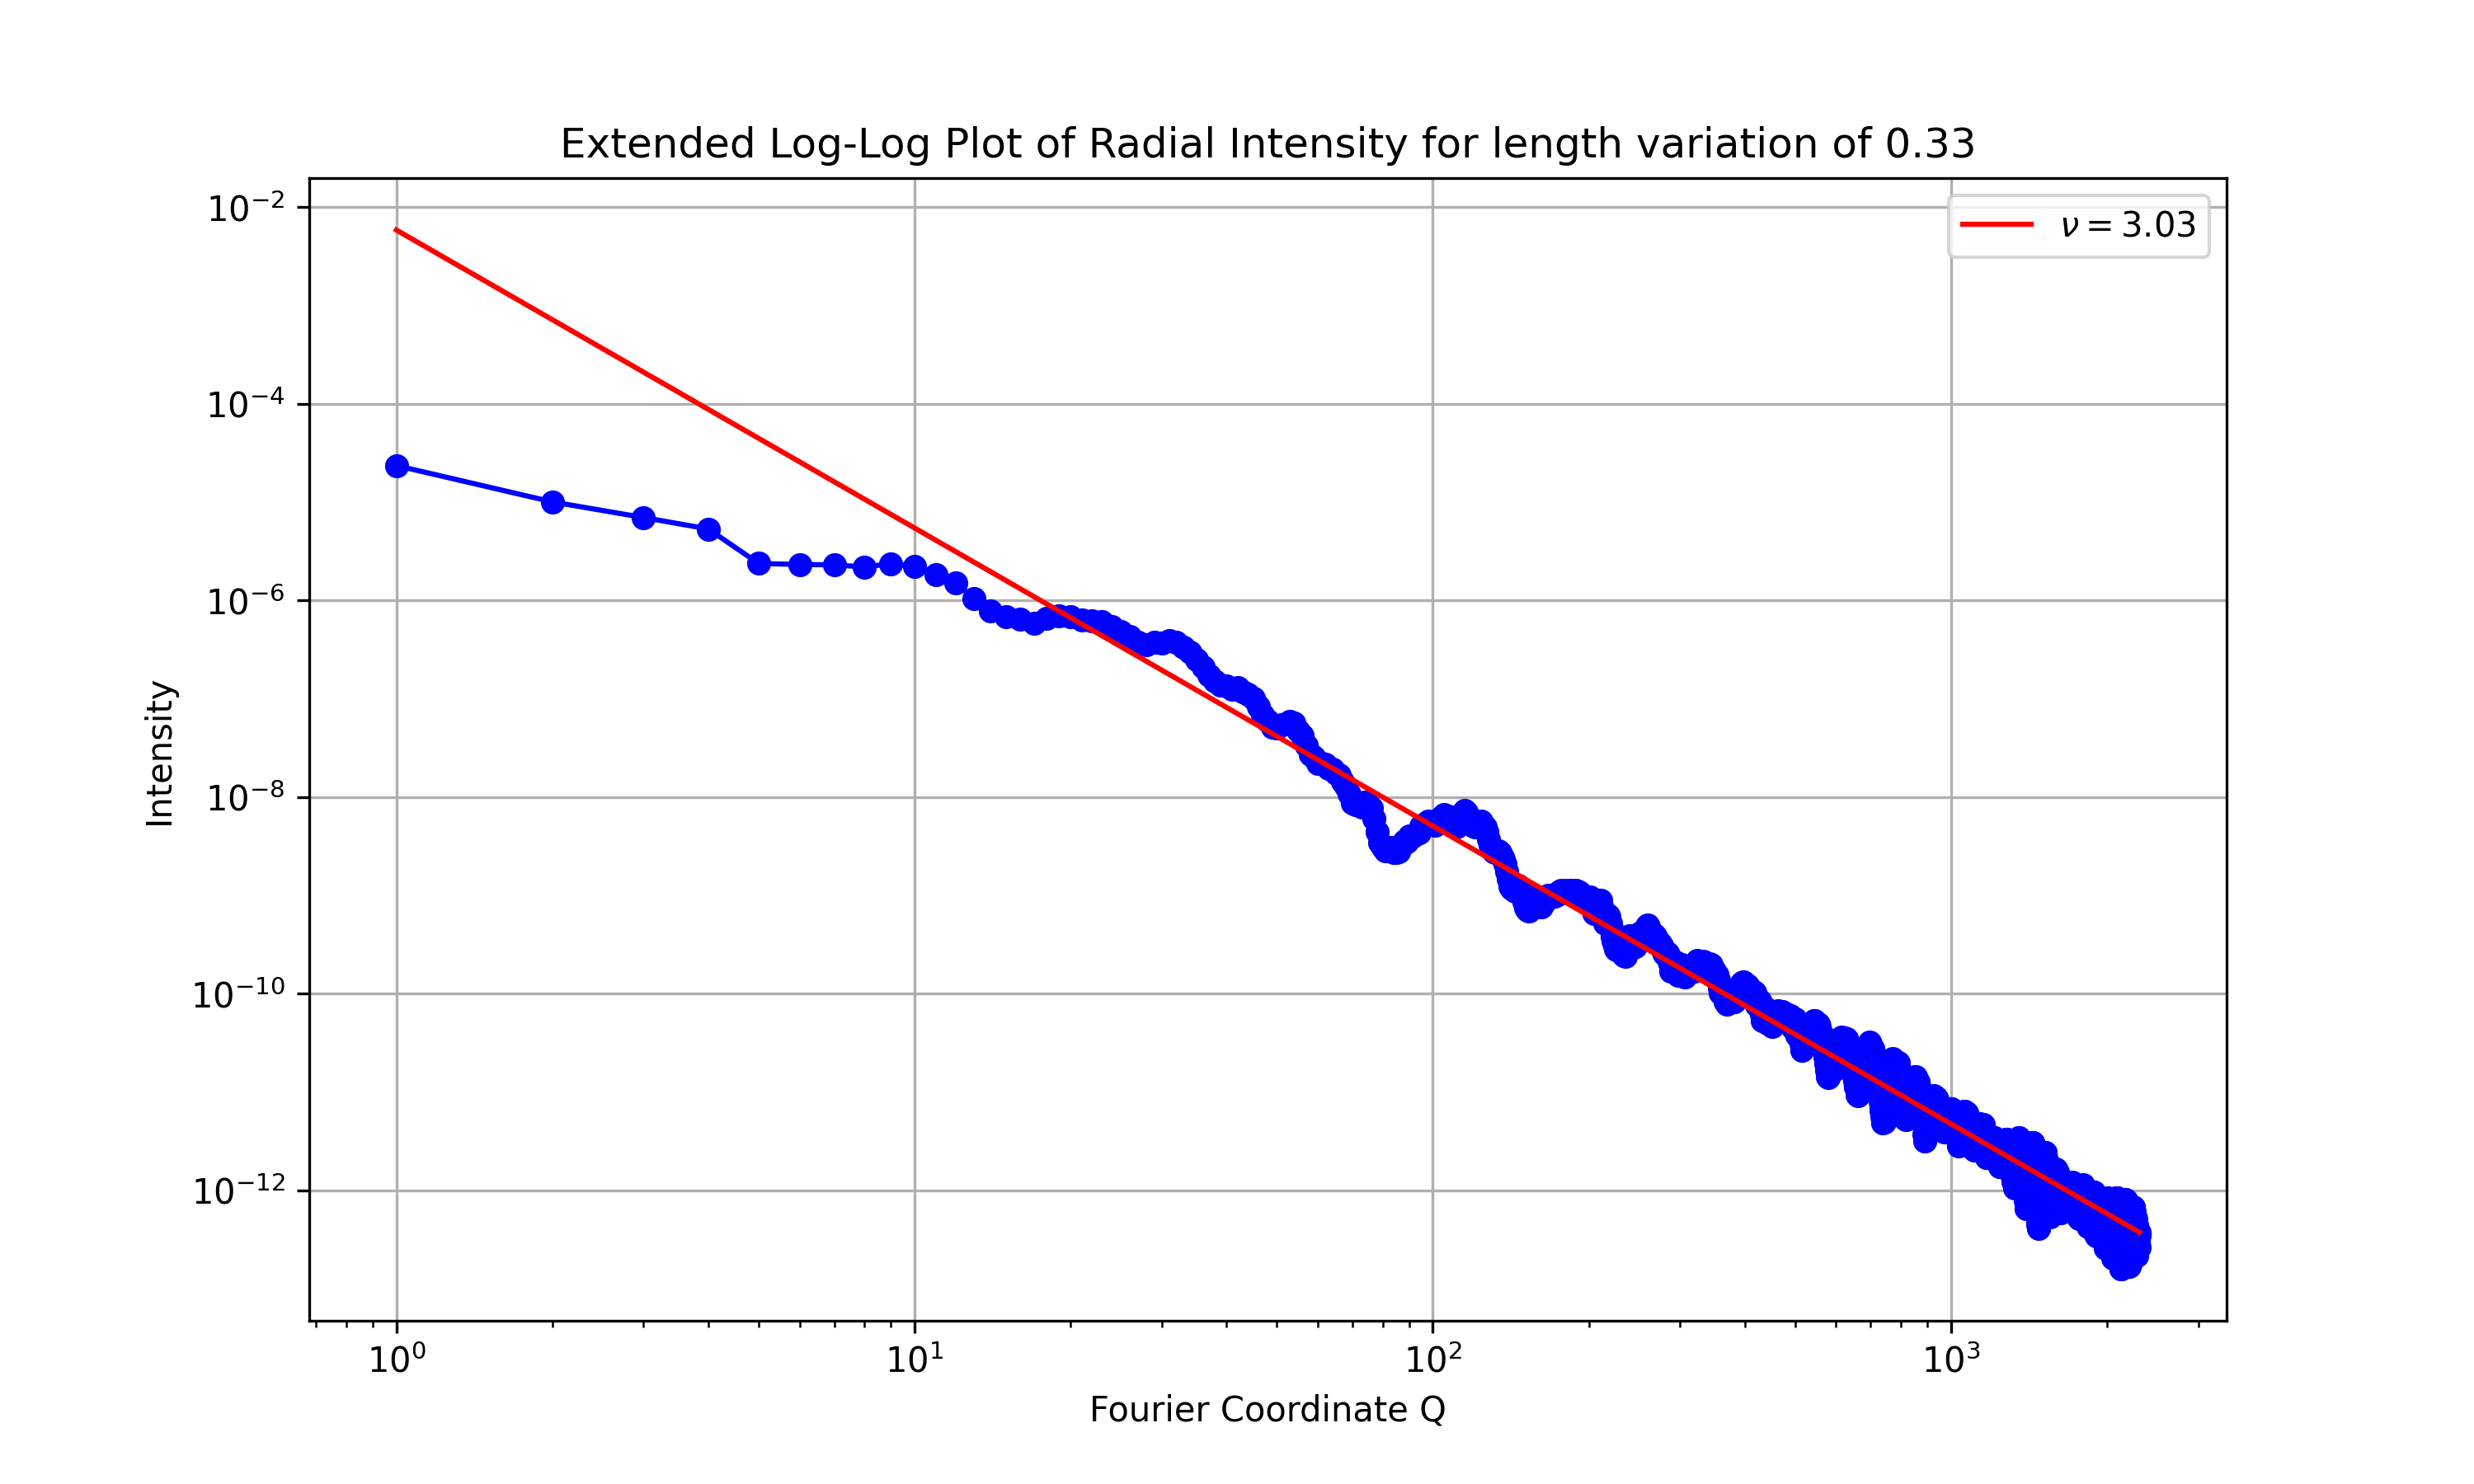 Extended Log-Log Plot of Radial Intensity for length variation of 0.33
ν = 3.03
10⁻²
10⁻⁴
10⁻⁶
10⁻⁸
10⁻¹⁰
10⁻¹²
Intensity
10⁰ 10¹ 10² 10³
Fourier Coordinate Q